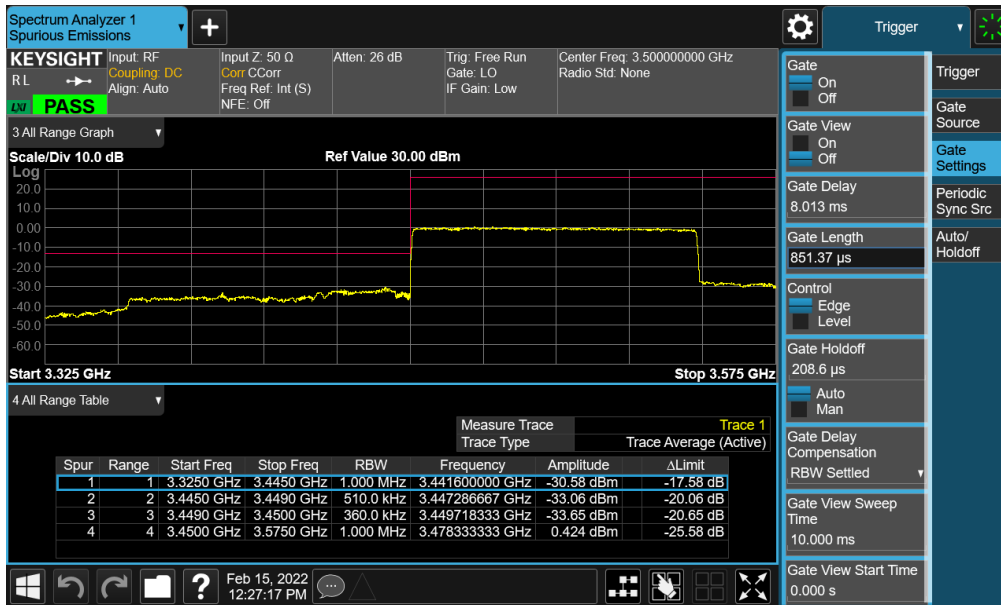 Spectrum Analyzer 1
Spurious Emissions
+
Trigger
KEYSIGHT
RL
LXI PASS
Input: RF
Coupling: DC
Align: Auto
Input Z: 50 Ω
Corr CCorr
Freq Ref: Int (S)
NFE: Off
Atten: 26 dB
Trig: Free Run
Gate: LO
IF Gain: Low
Center Freq: 3.500000000 GHz
Radio Std: None
3 All Range Graph
Scale/Div 10.0 dB
Ref Value 30.00 dBm
Log
20.0
10.0
0.00
-10.0
-20.0
-30.0
-40.0
-50.0
-60.0
Start 3.325 GHz
Stop 3.575 GHz
4 All Range Table
Measure Trace Trace 1
Trace Type Trace Average (Active)
Spur Range Start Freq Stop Freq RBW Frequency Amplitude ΔLimit
1 1 3.3250 GHz 3.4450 GHz 1.000 MHz 3.441600000 GHz -30.58 dBm -17.58 dB
2 2 3.4450 GHz 3.4490 GHz 510.0 kHz 3.447286667 GHz -33.06 dBm -20.06 dB
3 3 3.4490 GHz 3.4500 GHz 360.0 kHz 3.449718333 GHz -33.65 dBm -20.65 dB
4 4 3.4500 GHz 3.5750 GHz 1.000 MHz 3.478333333 GHz 0.424 dBm -25.58 dB
?
Feb 15, 2022
12:27:17 PM
Gate
On
Off
Gate View
On
Off
Gate Delay
8.013 ms
Gate Length
851.37 µs
Control
Edge
Level
Gate Holdoff
208.6 µs
Auto
Man
Gate Delay
Compensation
RBW Settled
Gate View Sweep
Time
10.000 ms
Gate View Start Time
0.000 s
Trigger
Gate
Source
Gate
Settings
Periodic
Sync Src
Auto/
Holdoff